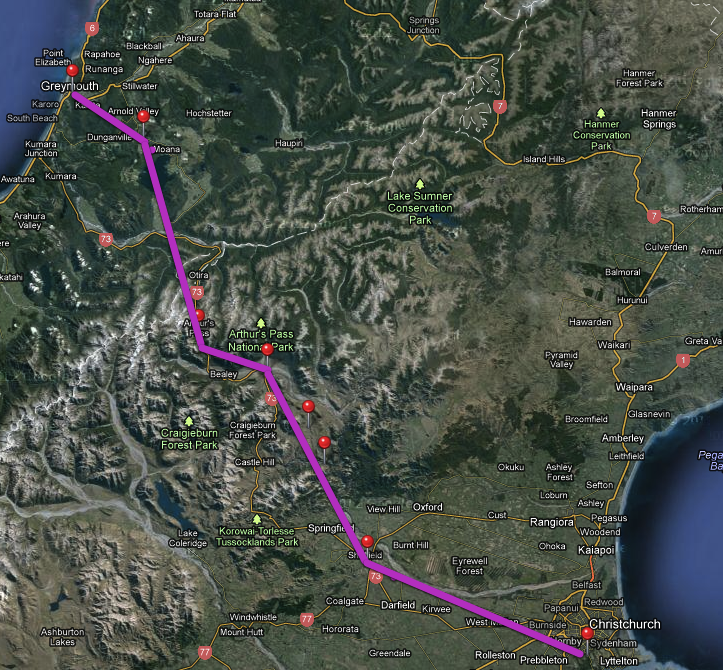 6
Totara Flat
Springs
Junction
Ahaura
Blackball
Point
Elizabeth
Rapahoe
Ngahere
Runanga
Stillwater
Greymouth
Hanmer
Forest Park
Karoro
Arnold Valley
Hochstetter
7
Hanmer
Springs
South Beach
Hanmer
Conservation
Park
Dunganville
Haupiri
Kumara
Junction
Moana
Island Hills
Awatuna
Kumara
Lake Sumner
Conservation
Park
Rotherham
Arahura
Valley
7
73
Culverden
Otira
Balmoral
73
Hurunui
Arthur's
Pass
Arthur's Pass
National Park
Hawarden
Waikari
Pyramid
Valley
1
Bealey
Waipara
73
Glasnevin
Craigieburn
Forest Park
Craigieburn
Forest Park
Broomfield
Amberley
Castle Hill
Leithfield
Okuku
Ashley
Forest
Sefton
Loburn
Ashley
View Hill
Oxford
Cust
Rangiora
Pegasus
Korowai-Torlesse
Tussocklands Park
Springfield
Woodend
Lake
Coleridge
Sheffield
Burnt Hill
Ohoka
Kaiapoi
Eyrewell
Forest
73
Belfast
Coalgate
Darfield
Kirwee
Papanui
Redwood
Windwhistle
77
West Melton
Burnside
Christchurch
Ashburton
Lakes
Mount Hutt
Hororata
Hornby
Sydenham
77
Greendale
Rolleston
Prebbleton
Lyttelton